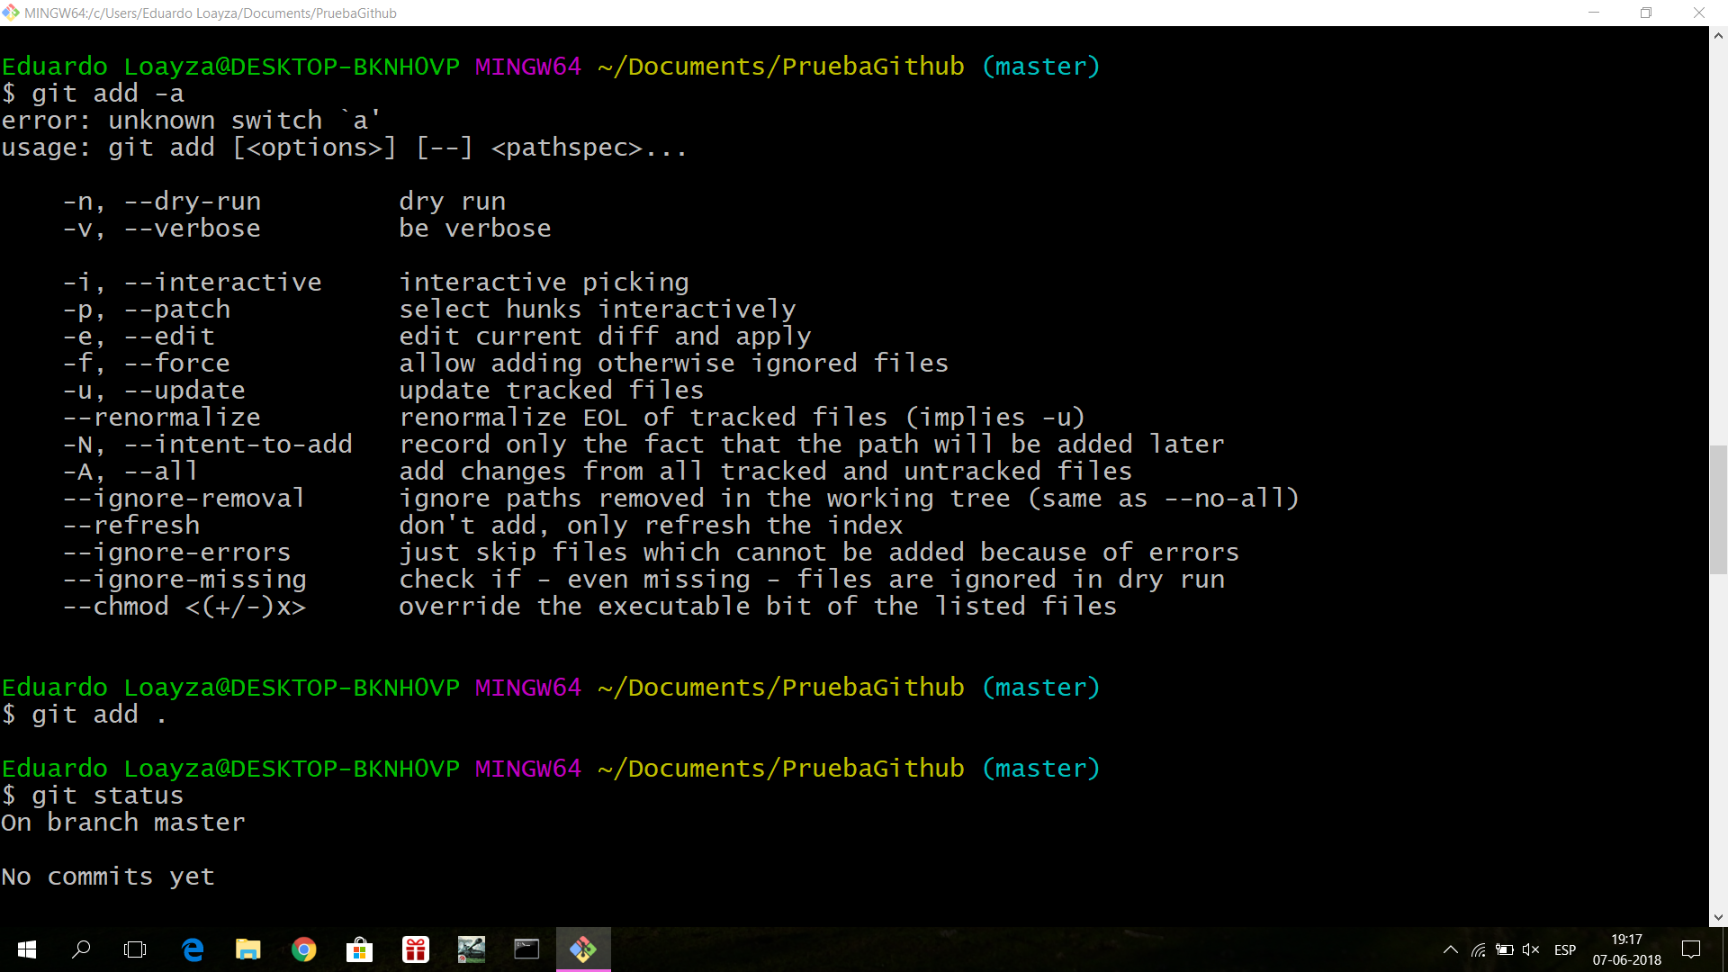 MINGW64:/c/Users/Eduardo Loayza/Documents/PruebaGithub
Eduardo Loayza@DESKTOP-BKNH0VP MINGW64 ~/Documents/PruebaGithub (master)
$ git add -a
error: unknown switch `a'
usage: git add [<options>] [--] <pathspec>...
-n, --dry-run dry run
-v, --verbose be verbose
-i, --interactive interactive picking
-p, --patch select hunks interactively
-e, --edit edit current diff and apply
-f, --force allow adding otherwise ignored files
-u, --update update tracked files
--renormalize renormalize EOL of tracked files (implies -u)
-N, --intent-to-add record only the fact that the path will be added later
-A, --all add changes from all tracked and untracked files
--ignore-removal ignore paths removed in the working tree (same as --no-all)
--refresh don't add, only refresh the index
--ignore-errors just skip files which cannot be added because of errors
--ignore-missing check if - even missing - files are ignored in dry run
--chmod <(+/-)x> override the executable bit of the listed files
Eduardo Loayza@DESKTOP-BKNH0VP MINGW64 ~/Documents/PruebaGithub (master)
$ git add .
Eduardo Loayza@DESKTOP-BKNH0VP MINGW64 ~/Documents/PruebaGithub (master)
$ git status
On branch master
No commits yet
ESP
19:17
07-06-2018